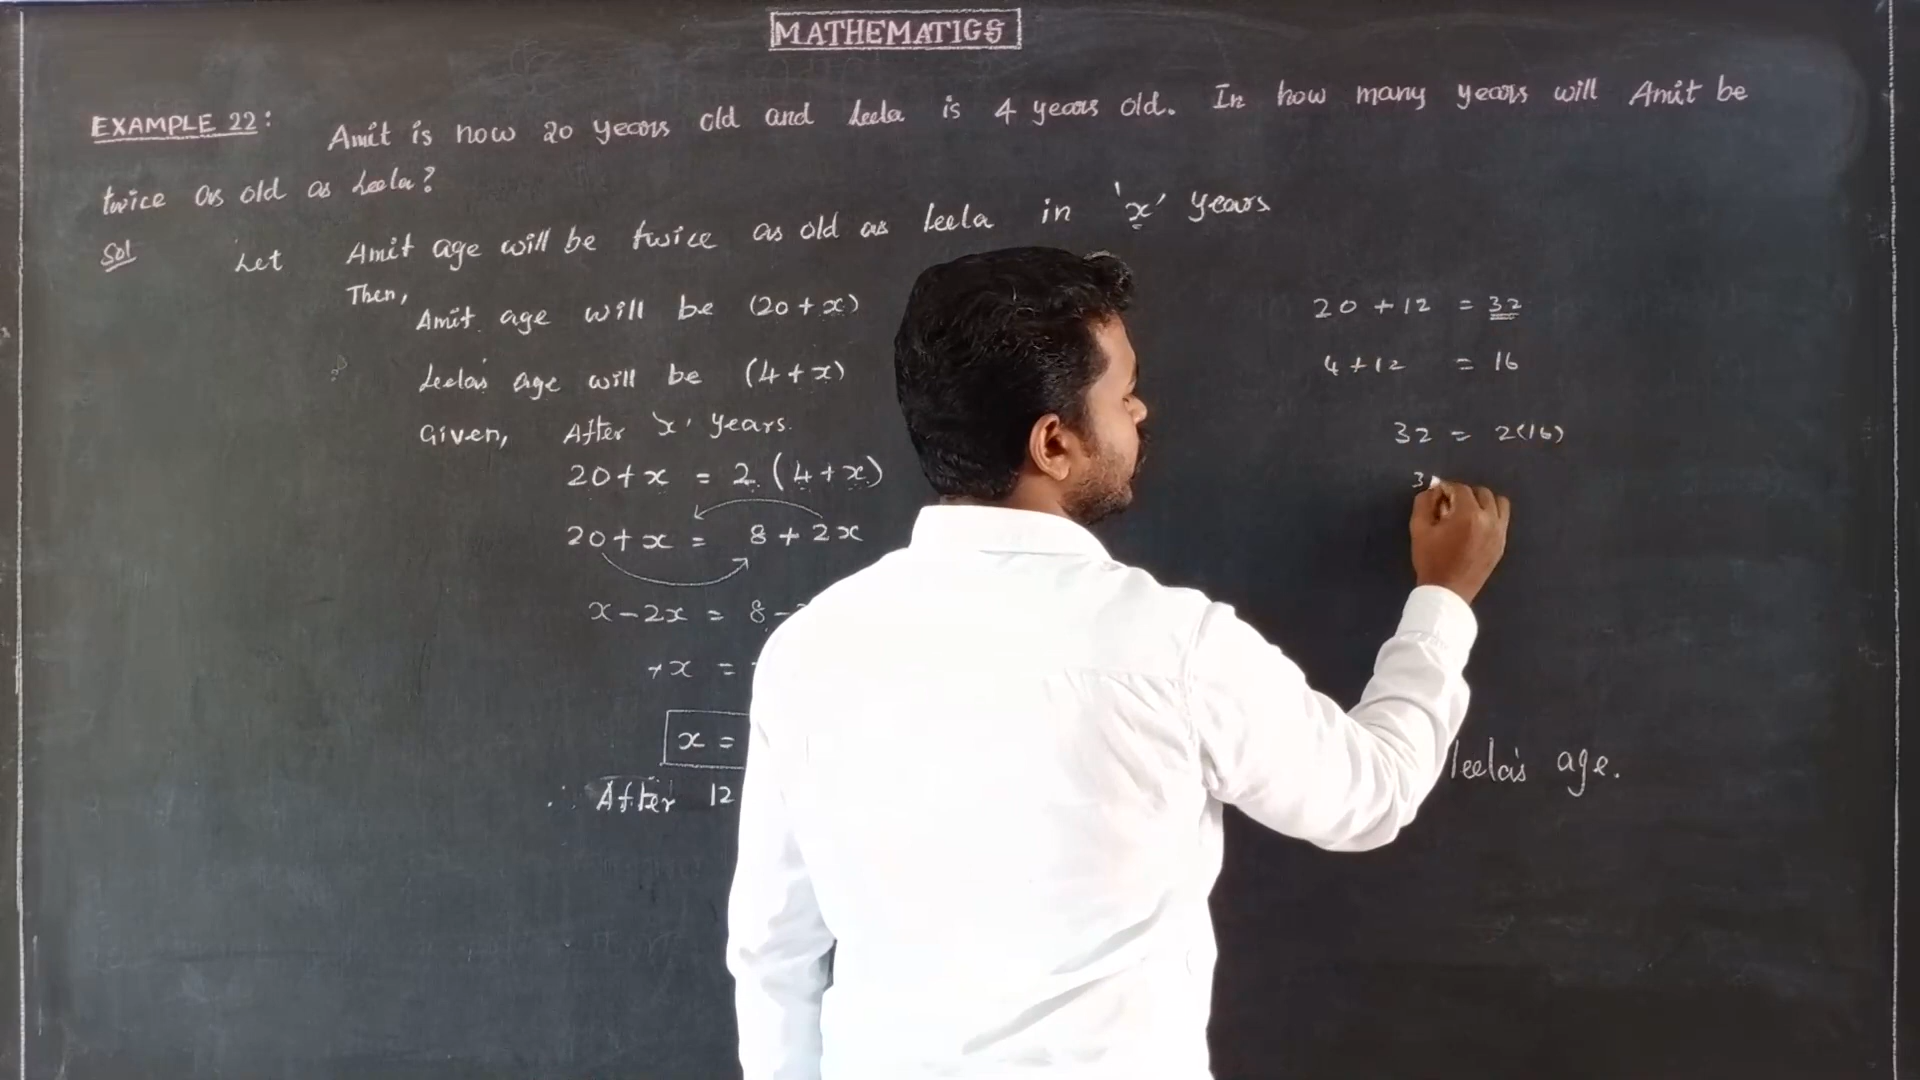 MATHEMATIGS
EXAMPLE 22: Amit is now 20 years old and Leela is 4 years old. In how many years will Amit be
twice as old as Leela?
Sol Let Amit age will be twice as old as Leela in 'x' years
Then,
Amit age will be (20 + x)
Leela's age will be (4 + x)
Given, After 'x' years.
20 + x = 2 (4 + x)
20 + x = 8 + 2x
x - 2x = 8 -
+x =
x =
∴ After 12 leela's age.
20 + 12 = 32
4 + 12 = 16
32 = 2(16)
3